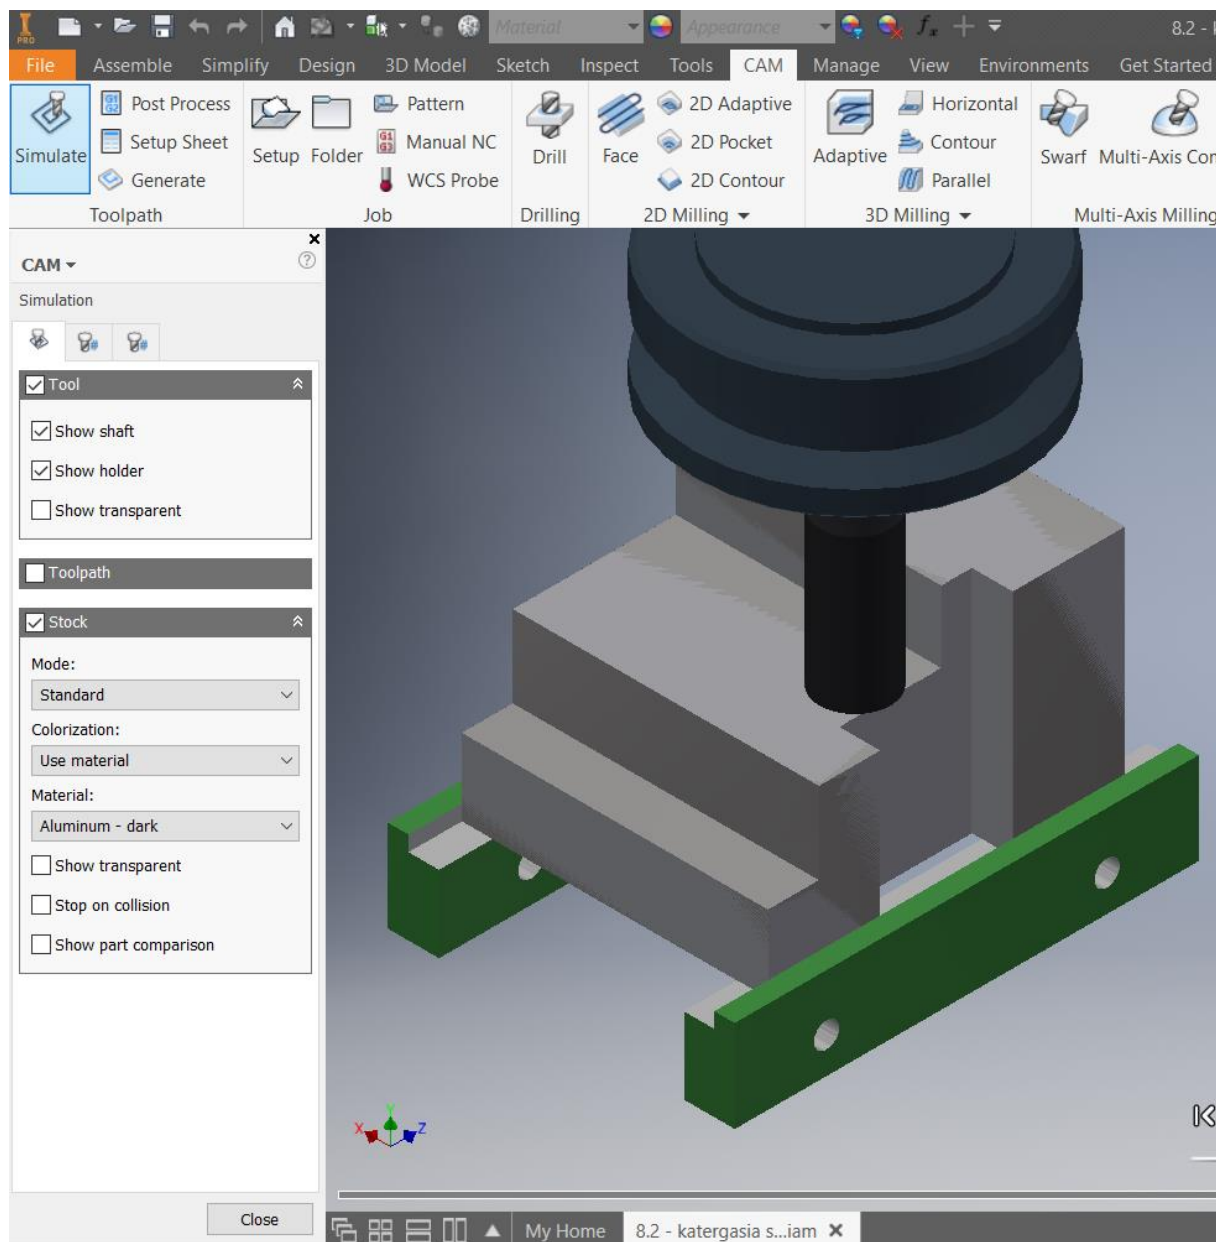 PRO Material Appearance fx 8.2 -
File Assemble Simplify Design 3D Model Sketch Inspect Tools CAM Manage View Environments Get Started
Simulate
Post Process
Setup Sheet
Generate
Toolpath
Setup
Folder
Pattern
Manual NC
WCS Probe
Job
Drill
Drilling
Face
2D Adaptive
2D Pocket
2D Contour
2D Milling
Adaptive
Horizontal
Contour
Parallel
3D Milling
Swarf
Multi-Axis Con
Multi-Axis Milling
CAM
Simulation
Tool
Show shaft
Show holder
Show transparent
Toolpath
Stock
Mode:
Standard
Colorization:
Use material
Material:
Aluminum - dark
Show transparent
Stop on collision
Show part comparison
Close
X Y Z
My Home
8.2 - katergasia s...iam